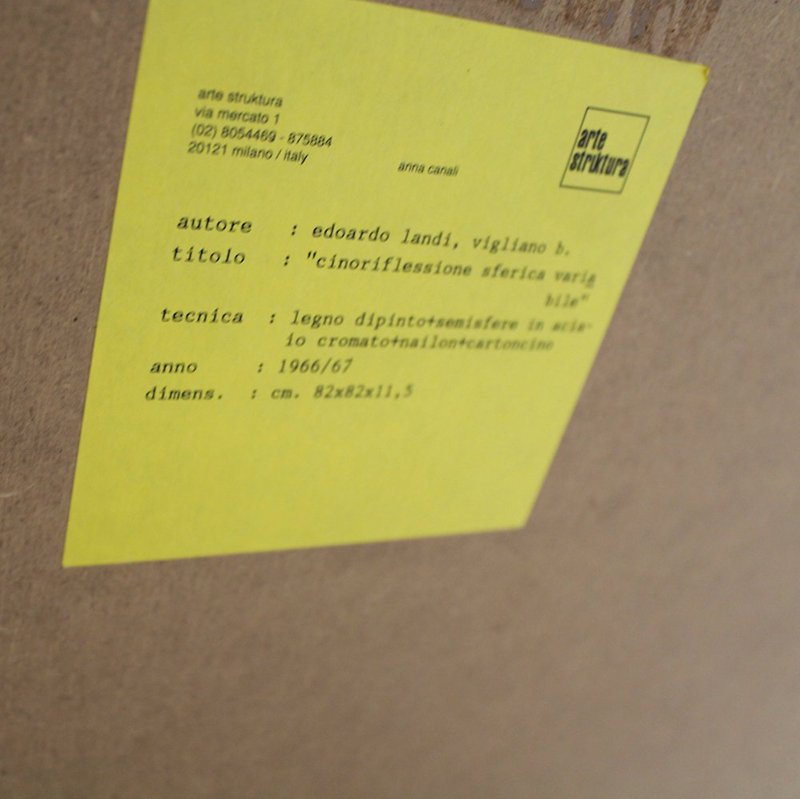 arte struktura
via mercato 1
(02) 8054469 - 875884
20121 milano / italy
anna canali
arte
struktura
autore : edoardo landi, vigliano b.
titolo : "cinoriflessione sferica varia
bile"
tecnica : legno dipinto+semisfere in accia-
io cromato+nailon+cartoncino
anno : 1966/67
dimens. : cm. 82x82x11,5